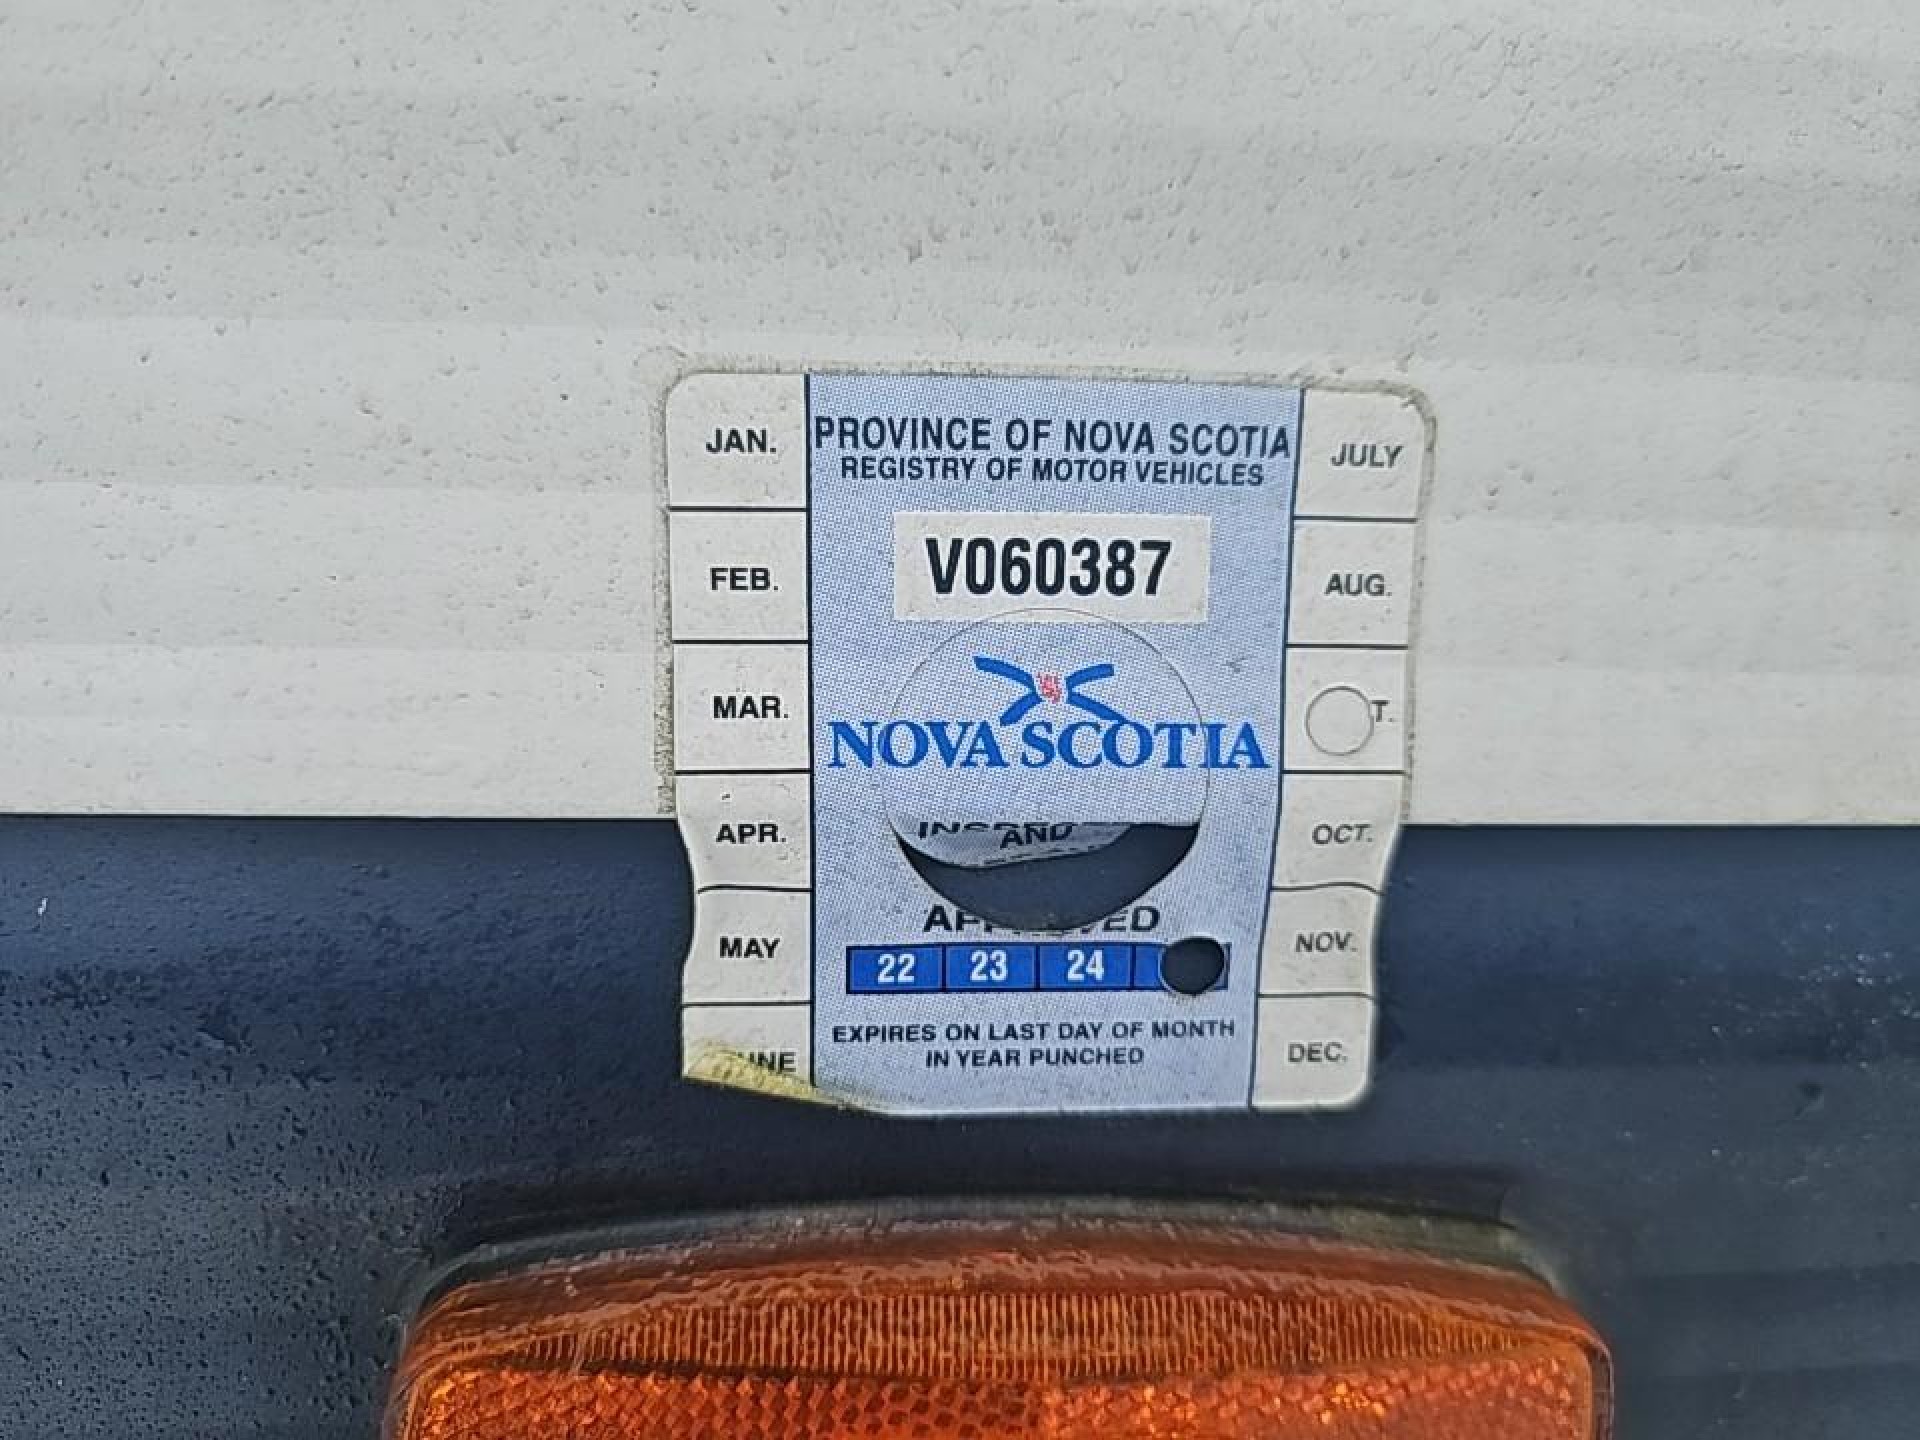 PROVINCE OF NOVA SCOTIA
REGISTRY OF MOTOR VEHICLES
V060387
NOVA SCOTIA
AND
22 23 24
EXPIRES ON LAST DAY OF MONTH
IN YEAR PUNCHED
JAN.
FEB.
MAR.
APR.
MAY
JULY
AUG.
T.
OCT.
NOV.
DEC.